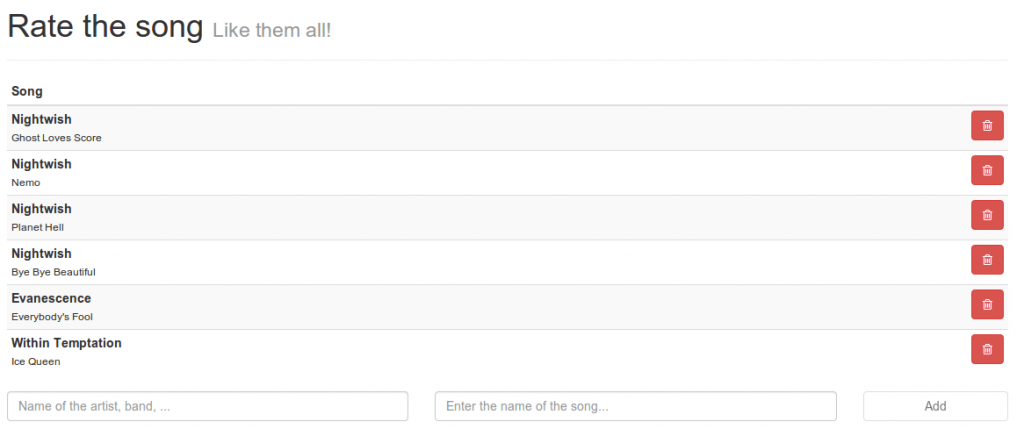 Rate the song Like them all!
Song
Nightwish
Ghost Loves Score
Nightwish
Nemo
Nightwish
Planet Hell
Nightwish
Bye Bye Beautiful
Evanescence
Everybody's Fool
Within Temptation
Ice Queen
Name of the artist, band, ... Enter the name of the song... Add